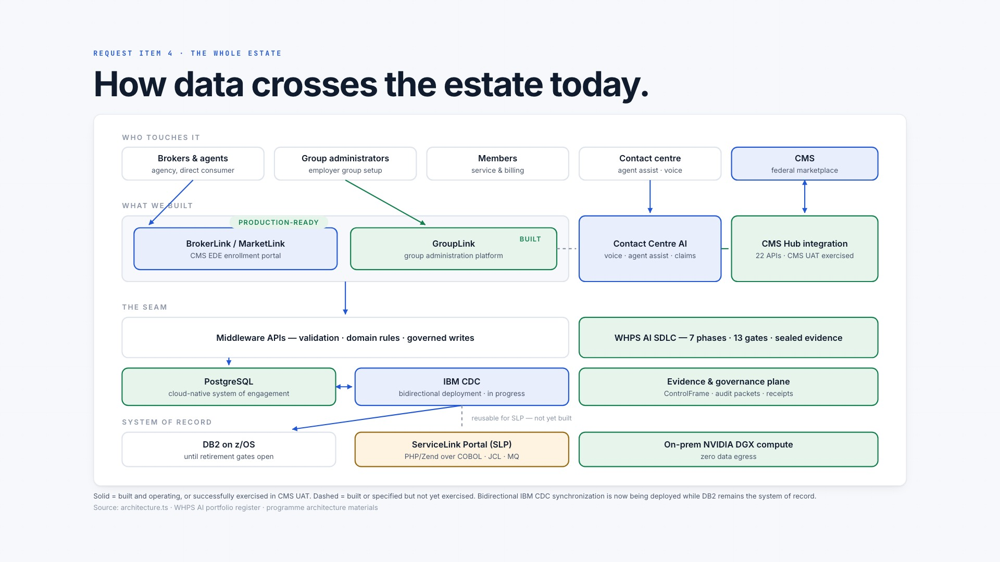 REQUEST ITEM 4 · THE WHOLE ESTATE
How data crosses the estate today.
WHO TOUCHES IT
Brokers & agents
agency, direct consumer
Group administrators
employer group setup
Members
service & billing
Contact centre
agent assist · voice
CMS
federal marketplace
WHAT WE BUILT
PRODUCTION-READY
BrokerLink / MarketLink
CMS EDE enrollment portal
BUILT
GroupLink
group administration platform
Contact Centre AI
voice · agent assist · claims
CMS Hub integration
22 APIs · CMS UAT exercised
THE SEAM
Middleware APIs — validation · domain rules · governed writes
WHPS AI SDLC — 7 phases · 13 gates · sealed evidence
PostgreSQL
cloud-native system of engagement
IBM CDC
bidirectional deployment · in progress
Evidence & governance plane
ControlFrame · audit packets · receipts
reusable for SLP — not yet built
SYSTEM OF RECORD
DB2 on z/OS
until retirement gates open
ServiceLink Portal (SLP)
PHP/Zend over COBOL · JCL · MQ
On-prem NVIDIA DGX compute
zero data egress
Solid = built and operating, or successfully exercised in CMS UAT. Dashed = built or specified but not yet exercised. Bidirectional IBM CDC synchronization is now being deployed while DB2 remains the system of record.
Source: architecture.ts · WHPS AI portfolio register · programme architecture materials